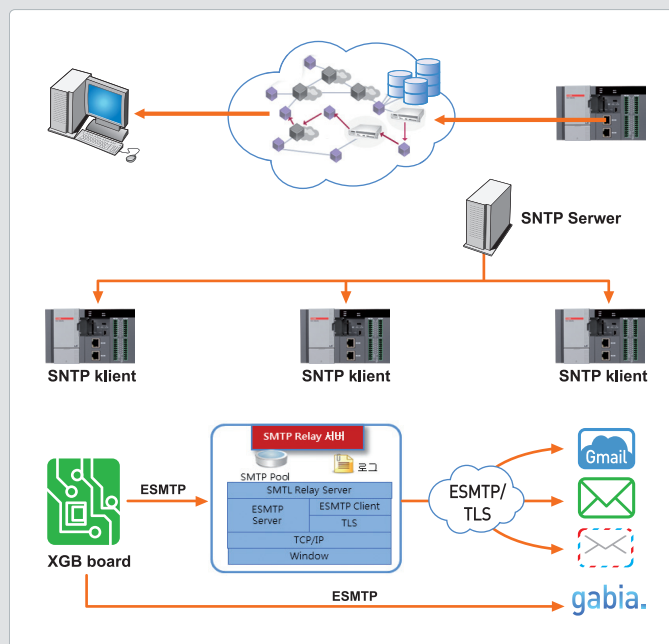 SNTP Serwer
SNTP klient
SNTP klient
SNTP klient
SMTP Relay 서버
SMTP Pool
로그
SMTL Relay Server
ESMTP
Server
ESMTP Client
TLS
TCP/IP
Window
XGB board
ESMTP
ESMTP/
TLS
Gmail
ESMTP
gabia.